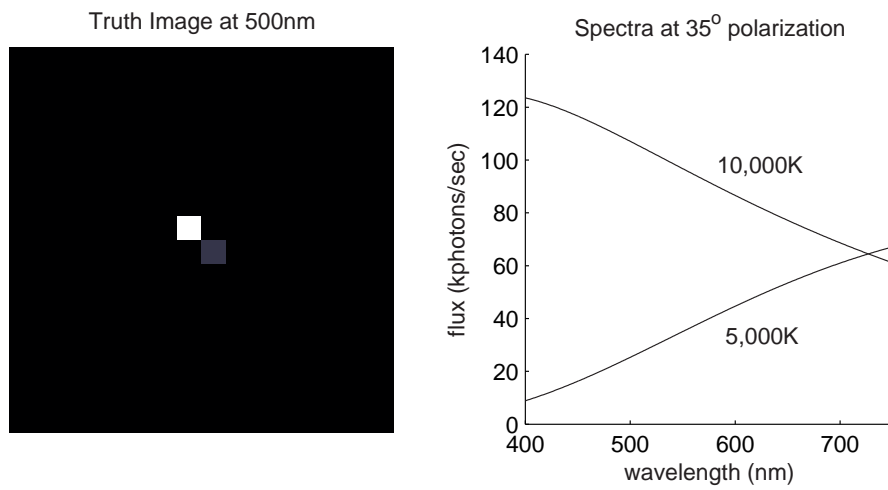 Truth Image at 500nm
Spectra at 35o polarization
flux (kphotons/sec)
140
120
100
80
60
40
20
0
10,000K
5,000K
400 500 600 700
wavelength (nm)